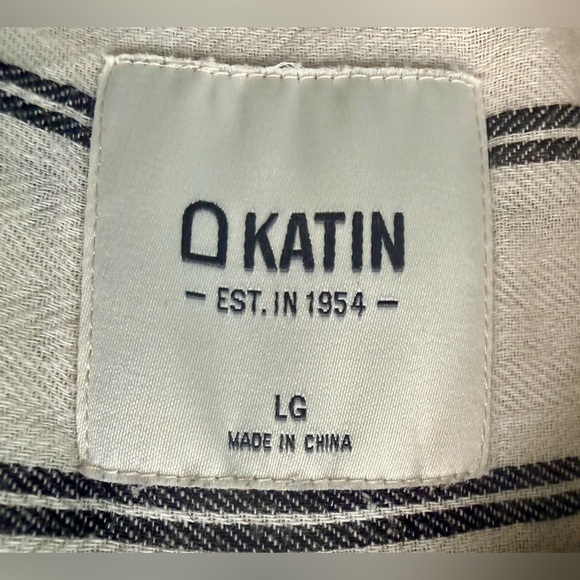 KATIN
- EST. IN 1954 -
LG
MADE IN CHINA